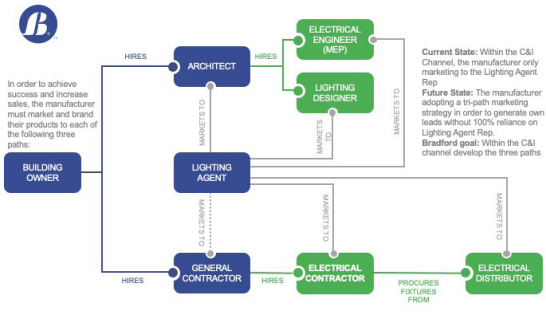 B
ELECTRICAL
ENGINEER
(MEP)
HIRES
HIRES
ARCHITECT
LIGHTING
DESIGNER
Current State: Within the C&I
Channel, the manufacturer only
marketing to the Lighting Agent
Rep
Future State: The manufacturer
adopting a tri-path marketing
strategy in order to generate own
leads without 100% reliance on
Lighting Agent Rep.
Bradford goal: Within the C&I
channel develop the three paths
In order to achieve
success and increase
sales, the manufacturer
must market and brand
their products to each of
the following three
paths:
MARKETS TO
MARKETS
TO
MARKETS TO
BUILDING
OWNER
LIGHTING
AGENT
MARKETS TO
MARKETS TO
MARKETS TO
HIRES
GENERAL
CONTRACTOR
HIRES
ELECTRICAL
CONTRACTOR
PROCURES
FIXTURES
FROM
ELECTRICAL
DISTRIBUTOR